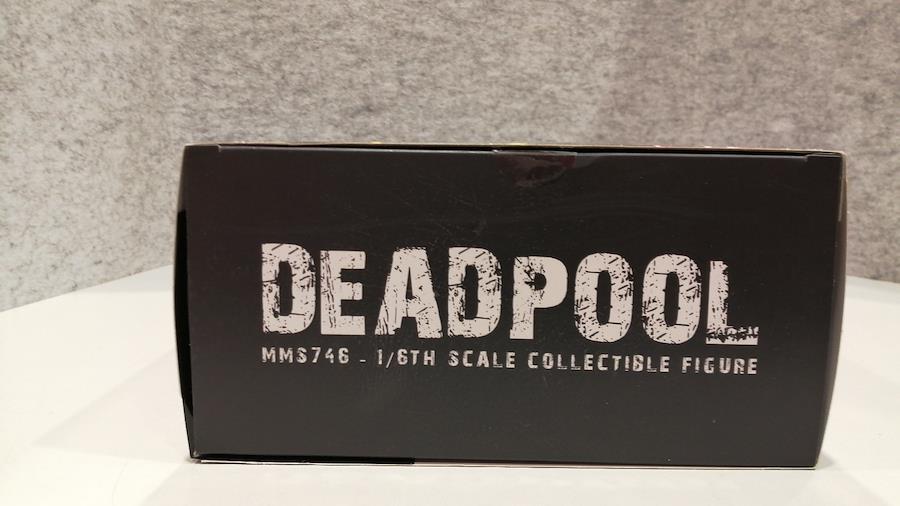 DEADPOOL
MMS746 - 1/6TH SCALE COLLECTIBLE FIGURE